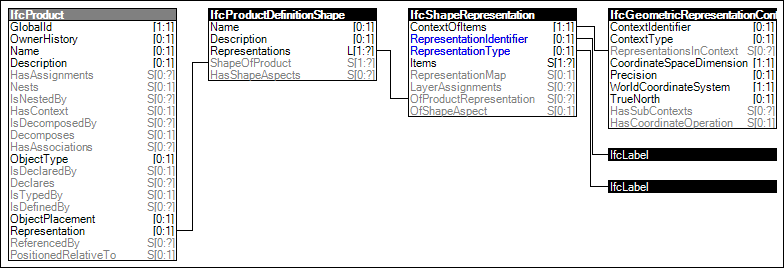 IfcProduct
GlobalId [1:1]
OwnerHistory [0:1]
Name [0:1]
Description [0:1]
HasAssignments S[0:?]
Nests S[0:1]
IsNestedBy S[0:?]
HasContext S[0:1]
IsDecomposedBy S[0:?]
Decomposes S[0:1]
HasAssociations S[0:?]
ObjectType [0:1]
IsDeclaredBy S[0:1]
Declares S[0:?]
IsTypedBy S[0:1]
IsDefinedBy S[0:?]
ObjectPlacement [0:1]
Representation [0:1]
ReferencedBy S[0:?]
PositionedRelativeTo S[0:1]
IfcProductDefinitionShape
Name [0:1]
Description [0:1]
Representations L[1:?]
ShapeOfProduct S[1:?]
HasShapeAspects S[0:?]
IfcShapeRepresentation
ContextOfItems [1:1]
RepresentationIdentifier [0:1]
RepresentationType [0:1]
Items S[1:?]
RepresentationMap S[0:1]
LayerAssignments S[0:?]
OfProductRepresentation S[0:1]
OfShapeAspect S[0:1]
IfcGeometricRepresentationCon
ContextIdentifier [0:1]
ContextType [0:1]
RepresentationsInContext S[0:?]
CoordinateSpaceDimension [1:1]
Precision [0:1]
WorldCoordinateSystem [1:1]
TrueNorth [0:1]
HasSubContexts S[0:?]
HasCoordinateOperation S[0:1]
IfcLabel
IfcLabel